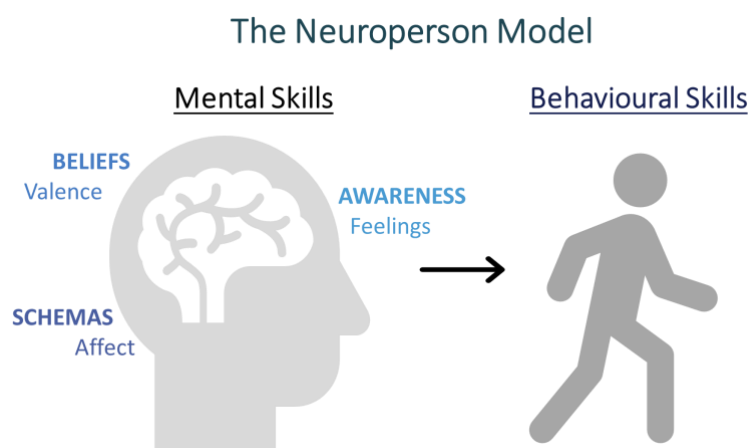 The Neuroperson Model
Mental Skills
Behavioural Skills
BELIEFS
Valence
AWARENESS
Feelings
SCHEMAS
Affect